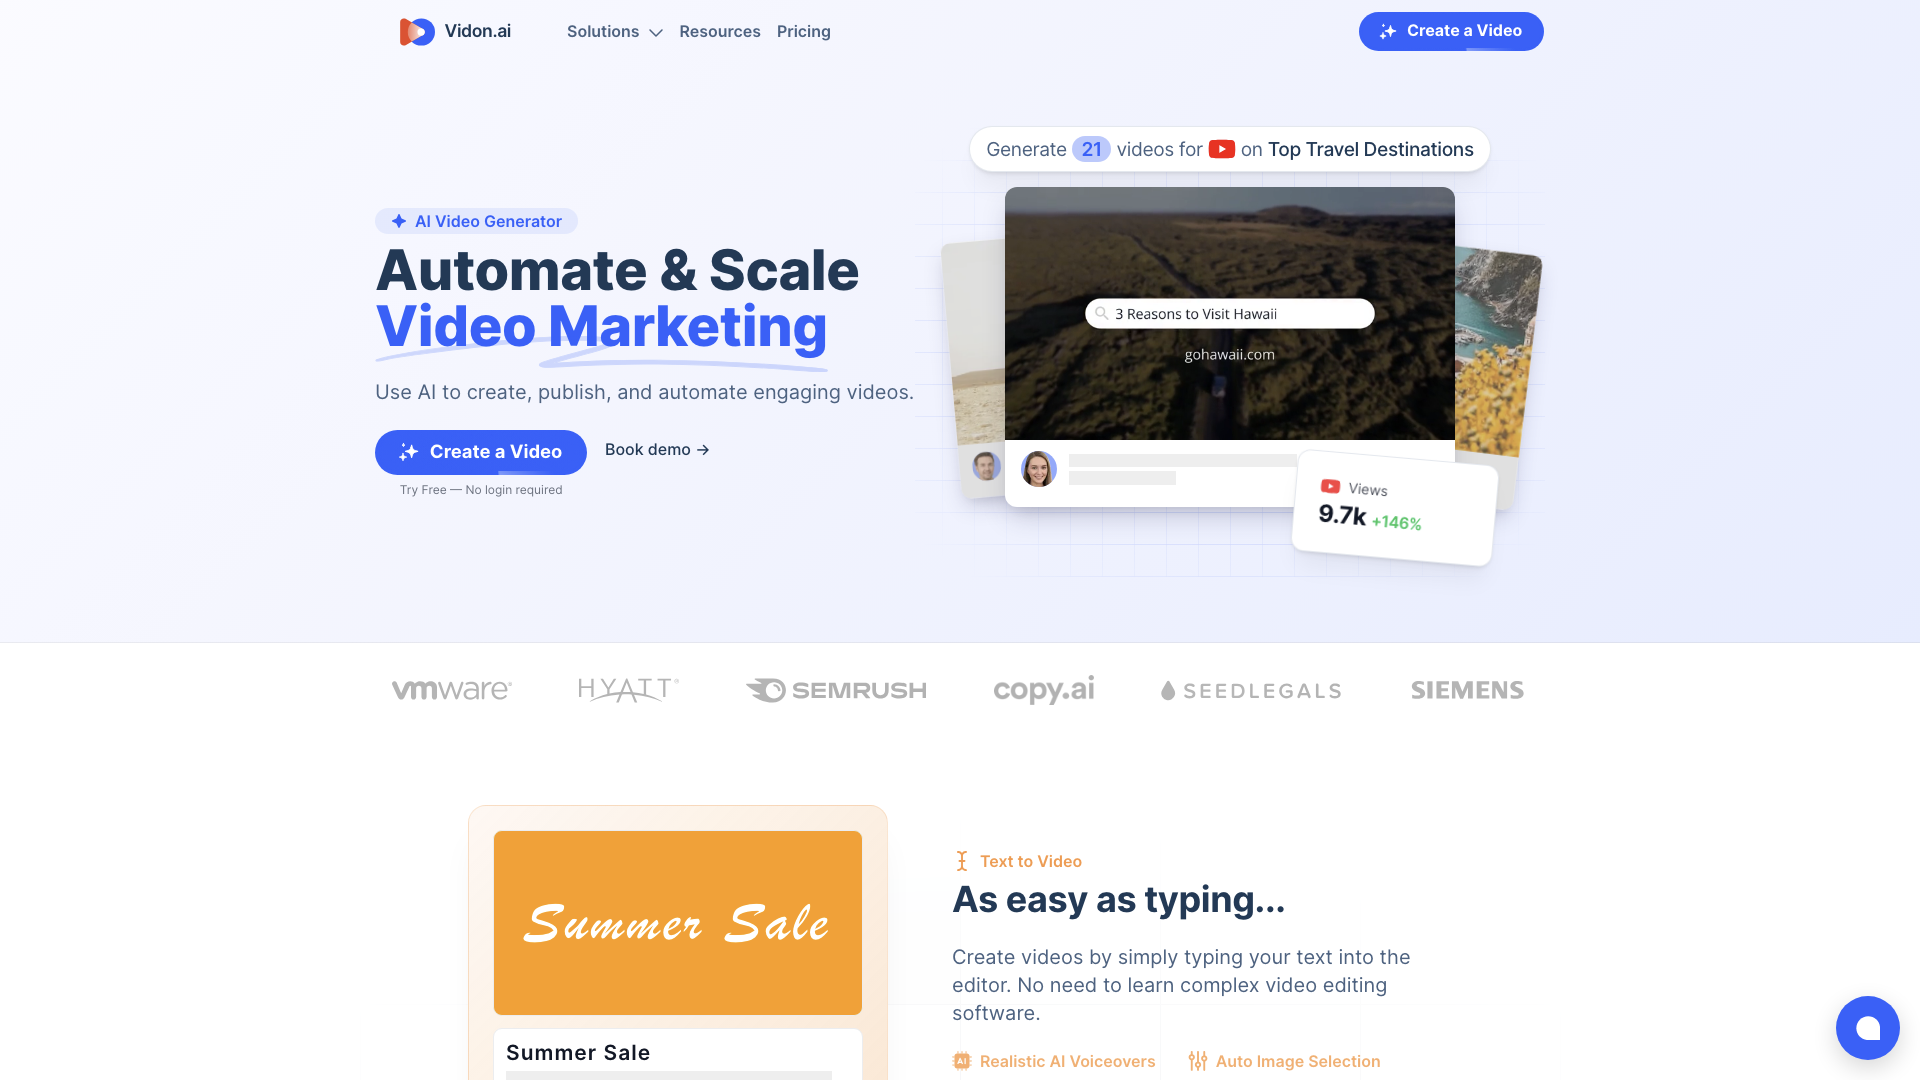 Vidon.ai
Solutions
Resources
Pricing
Create a Video
Generate 21 videos for on Top Travel Destinations
AI Video Generator
Automate & Scale
Video Marketing
Use AI to create, publish, and automate engaging videos.
Create a Video
Book demo →
Try Free — No login required
3 Reasons to Visit Hawaii
gohawaii.com
Views
9.7k +146%
vmware®
HYATT®
SEMRUSH
copy.ai
SEEDLEGALS
SIEMENS
Summer Sale
Summer Sale
Text to Video
As easy as typing...
Create videos by simply typing your text into the
editor. No need to learn complex video editing
software.
AI Realistic AI Voiceovers
Auto Image Selection